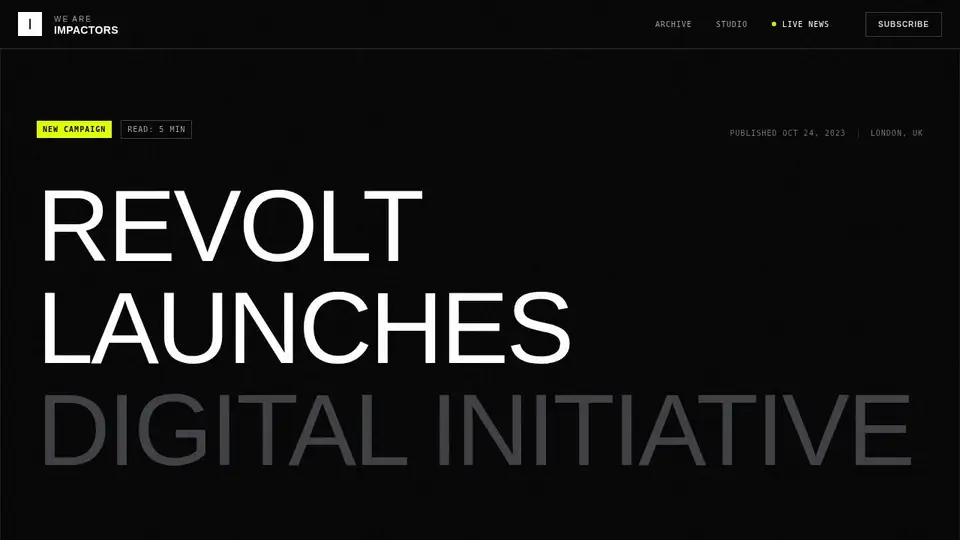 I
WE ARE
IMPACTORS
ARCHIVE
STUDIO
LIVE NEWS
SUBSCRIBE
NEW CAMPAIGN
READ: 5 MIN
PUBLISHED OCT 24, 2023
LONDON, UK
REVOLT
LAUNCHES
DIGITAL INITIATIVE